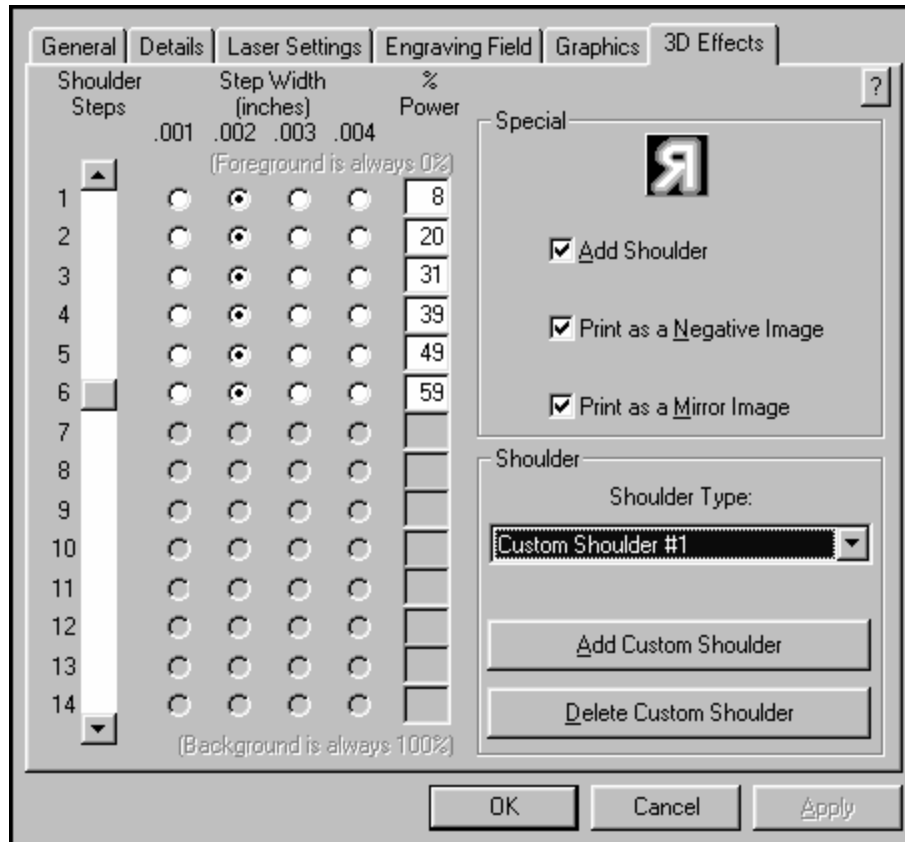 General Details Laser Settings Engraving Field Graphics 3D Effects
Shoulder Steps
Step Width (inches)
% Power
.001 .002 .003 .004
(Foreground is always 0%)
1 8
2 20
3 31
4 39
5 49
6 59
7
8
9
10
11
12
13
14
(Background is always 100%)
?
Special
R
Add Shoulder
Print as a Negative Image
Print as a Mirror Image
Shoulder
Shoulder Type:
Custom Shoulder #1
Add Custom Shoulder
Delete Custom Shoulder
OK Cancel Apply